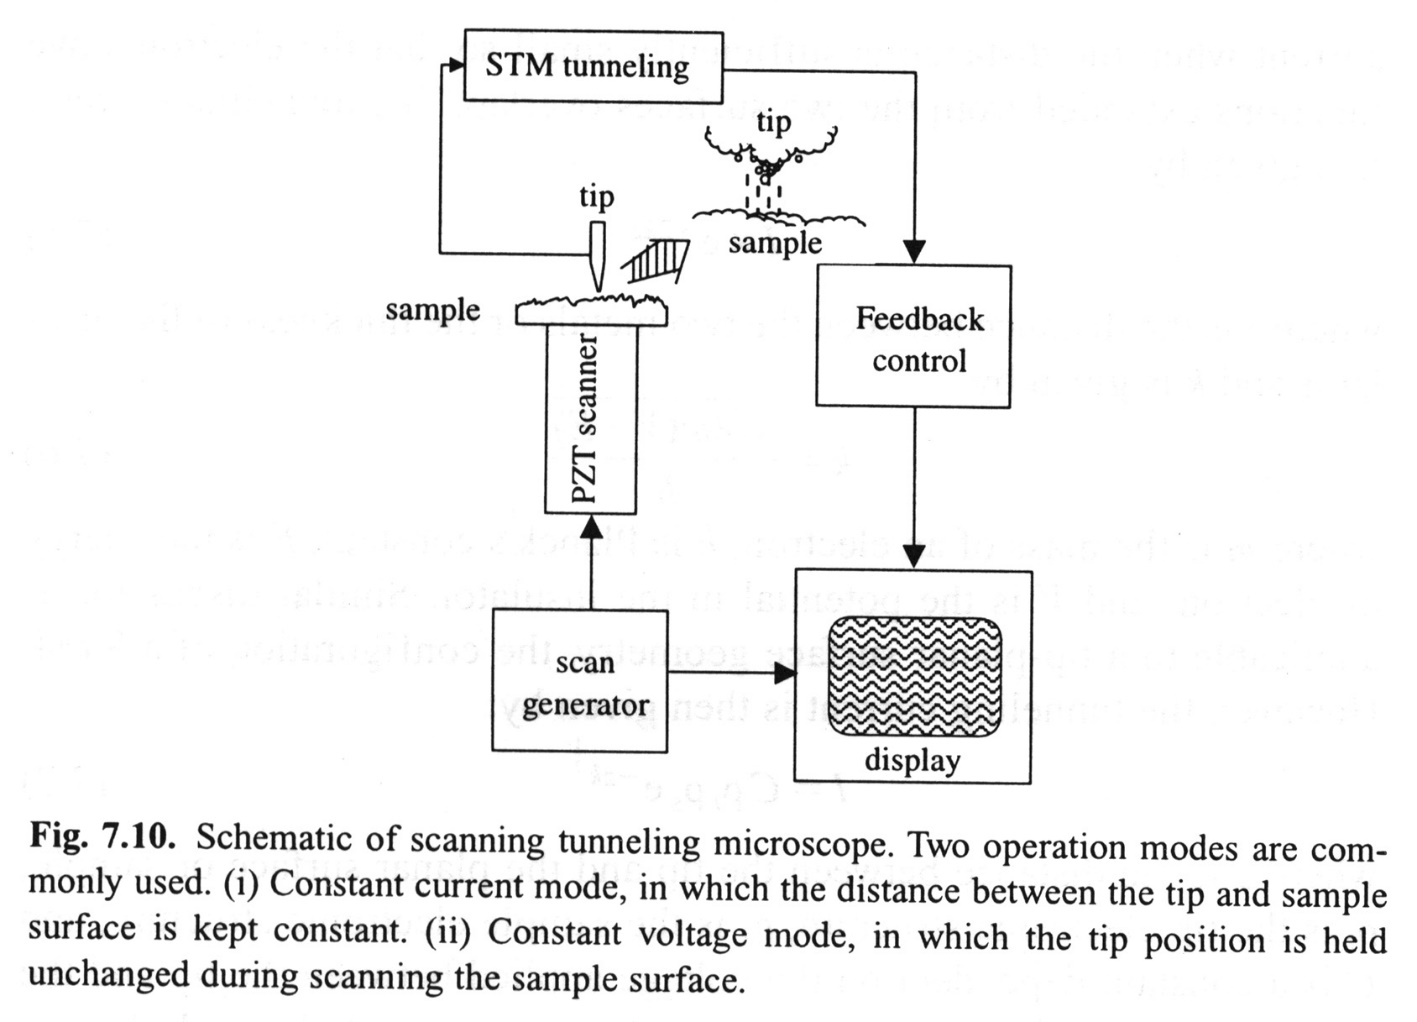 STM tunneling
tip
tip
sample
sample
Feedback
control
PZT scanner
scan
generator
display
Fig. 7.10. Schematic of scanning tunneling microscope. Two operation modes are com-
monly used. (i) Constant current mode, in which the distance between the tip and sample
surface is kept constant. (ii) Constant voltage mode, in which the tip position is held
unchanged during scanning the sample surface.